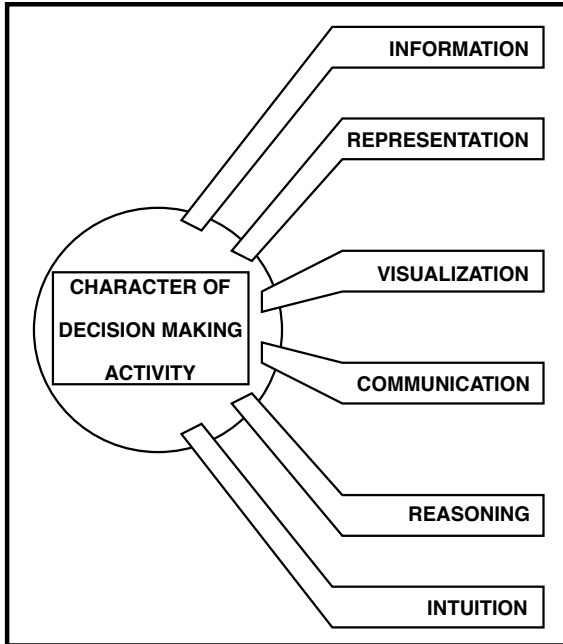 INFORMATION
REPRESENTATION
VISUALIZATION
CHARACTER OF
DECISION MAKING
ACTIVITY
COMMUNICATION
REASONING
INTUITION